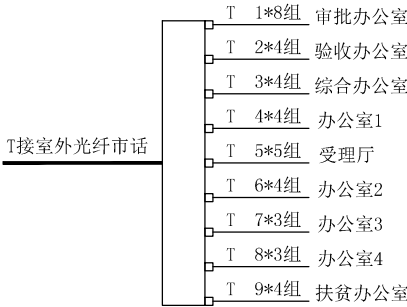 T 1*8组 审批办公室
T 2*4组 验收办公室
T 3*4组 综合办公室
T 4*4组 办公室1
T接室外光纤市话
T 5*5组 受理厅
T 6*4组 办公室2
T 7*3组 办公室3
T 8*3组 办公室4
T 9*4组 扶贫办公室